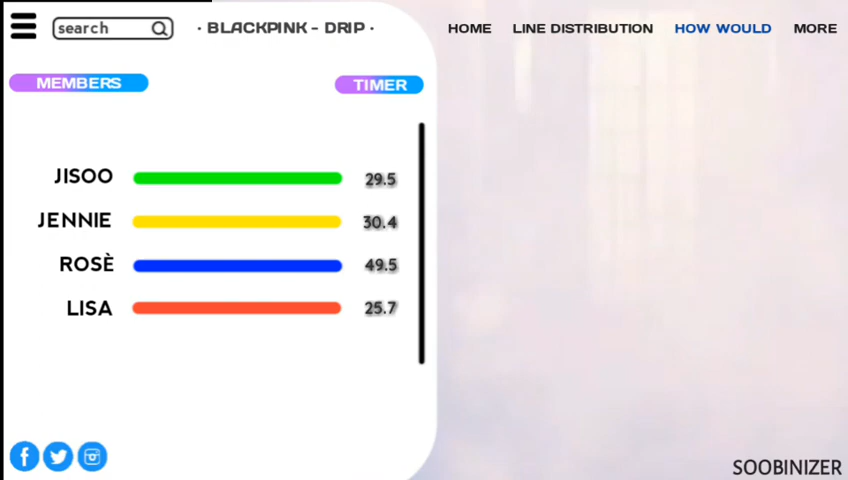 search
· BLACKPINK - DRIP ·
HOME
LINE DISTRIBUTION
HOW WOULD
MORE
MEMBERS
TIMER
JISOO 29.5
JENNIE 30.4
ROSÈ 49.5
LISA 25.7
SOOBINIZER